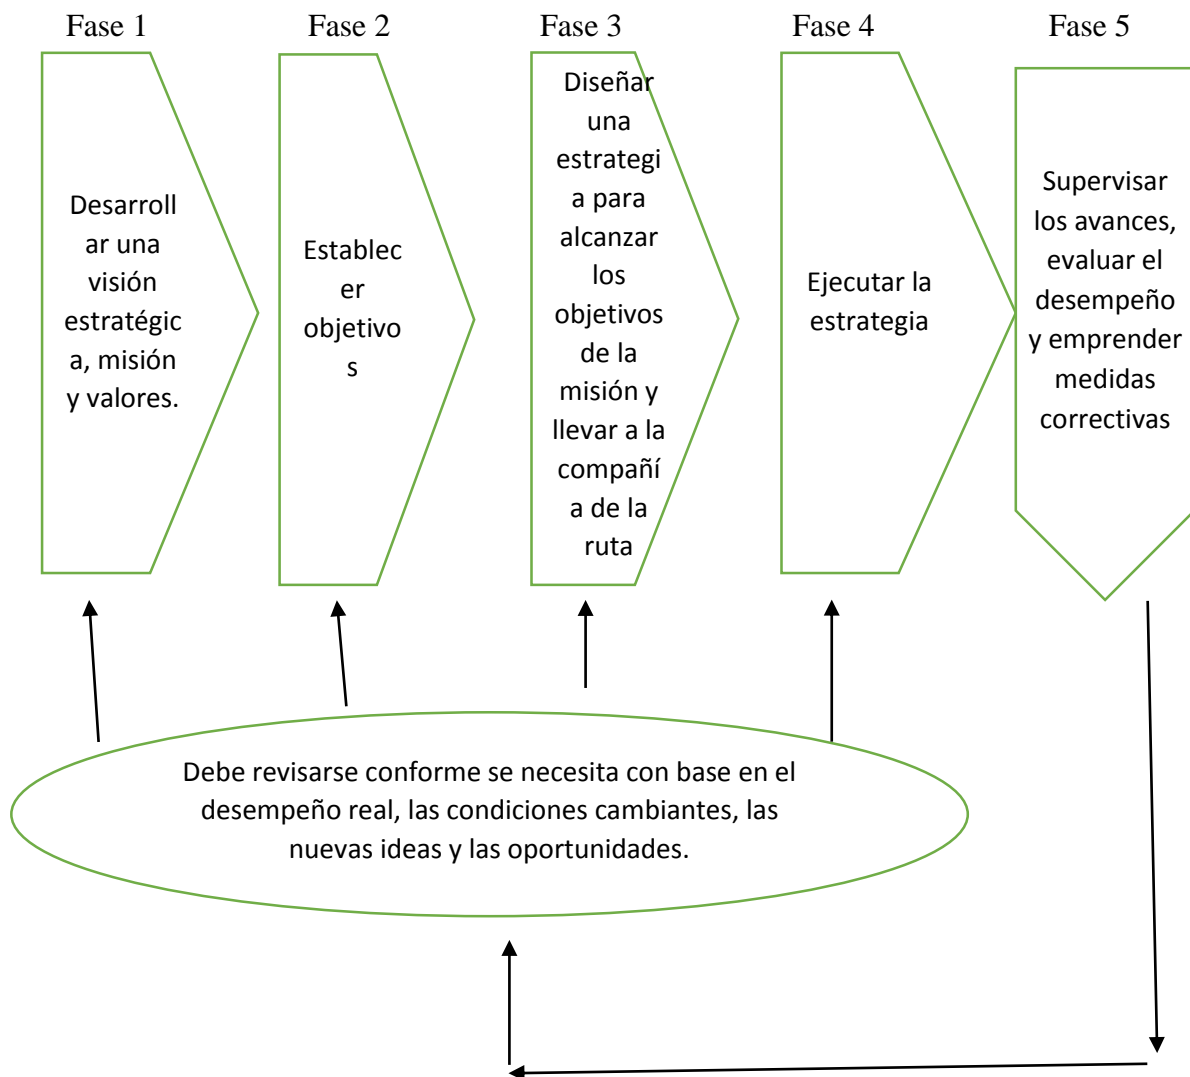 Fase 1
Fase 2
Fase 3
Fase 4
Fase 5
Desarroll
ar una
visión
estratégic
a, misión
y valores.
Establec
er
objetivo
s
Diseñar
una
estrategi
a para
alcanzar
los
objetivos
de la
misión y
llevar a la
compañí
a de la
ruta
Ejecutar la
estrategia
Supervisar
los avances,
evaluar el
desempeño
y emprender
medidas
correctivas
Debe revisarse conforme se necesita con base en el
desempeño real, las condiciones cambiantes, las
nuevas ideas y las oportunidades.